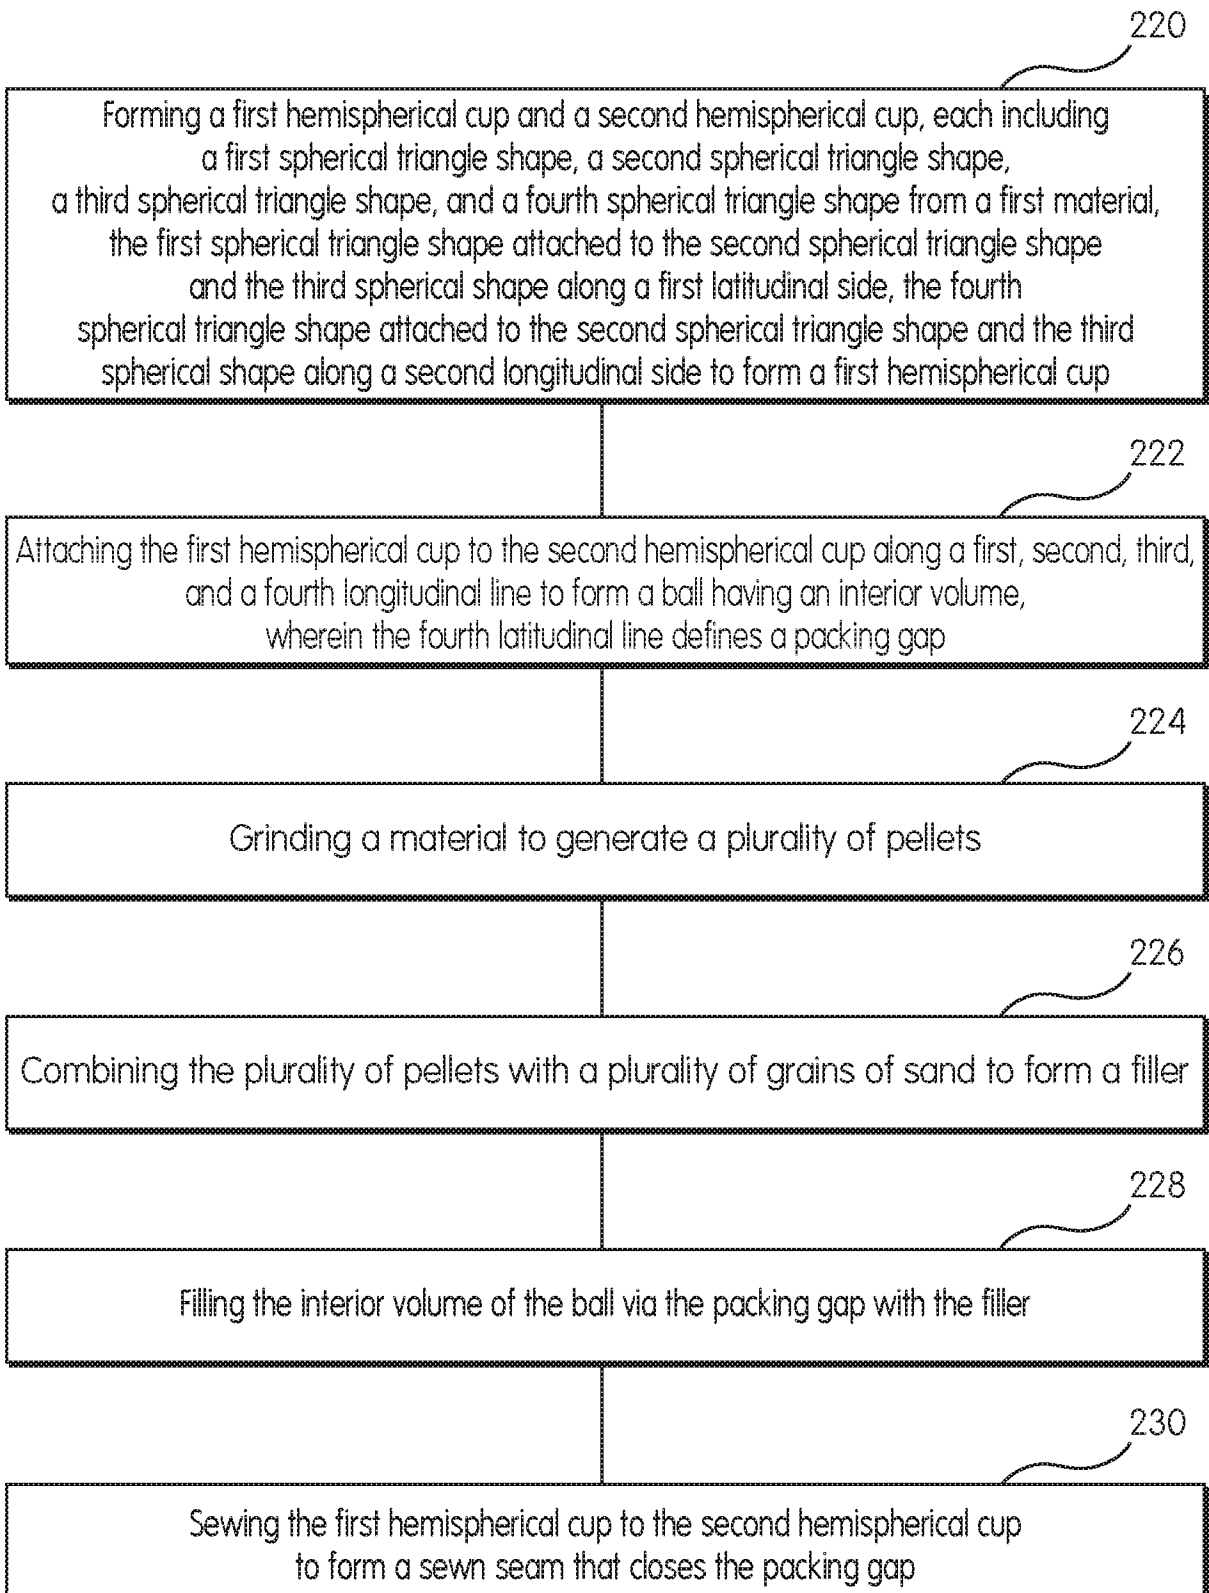 220
Forming a first hemispherical cup and a second hemispherical cup, each including
a first spherical triangle shape, a second spherical triangle shape,
a third spherical triangle shape, and a fourth spherical triangle shape from a first material,
the first spherical triangle shape attached to the second spherical triangle shape
and the third spherical shape along a first latitudinal side, the fourth
spherical triangle shape attached to the second spherical triangle shape and the third
spherical shape along a second longitudinal side to form a first hemispherical cup
222
Attaching the first hemispherical cup to the second hemispherical cup along a first, second, third,
and a fourth longitudinal line to form a ball having an interior volume,
wherein the fourth latitudinal line defines a packing gap
224
Grinding a material to generate a plurality of pellets
226
Combining the plurality of pellets with a plurality of grains of sand to form a filler
228
Filling the interior volume of the ball via the packing gap with the filler
230
Sewing the first hemispherical cup to the second hemispherical cup
to form a sewn seam that closes the packing gap